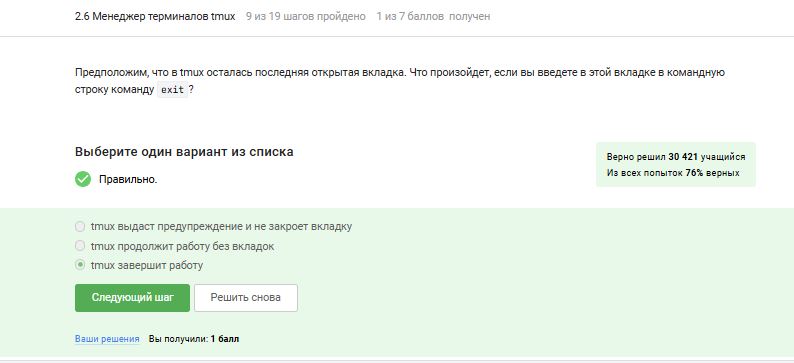 2.6 Менеджер терминалов tmux 9 из 19 шагов пройдено 1 из 7 баллов получен
Предположим, что в tmux осталась последняя открытая вкладка. Что произойдет, если вы введете в этой вкладке в командную
строку команду exit ?
Выберите один вариант из списка
Верно решил 30 421 учащийся
Из всех попыток 76% верных
Правильно.
tmux выдаст предупреждение и не закроет вкладку
tmux продолжит работу без вкладок
tmux завершит работу
Следующий шаг Решить снова
Ваши решения Вы получили: 1 балл